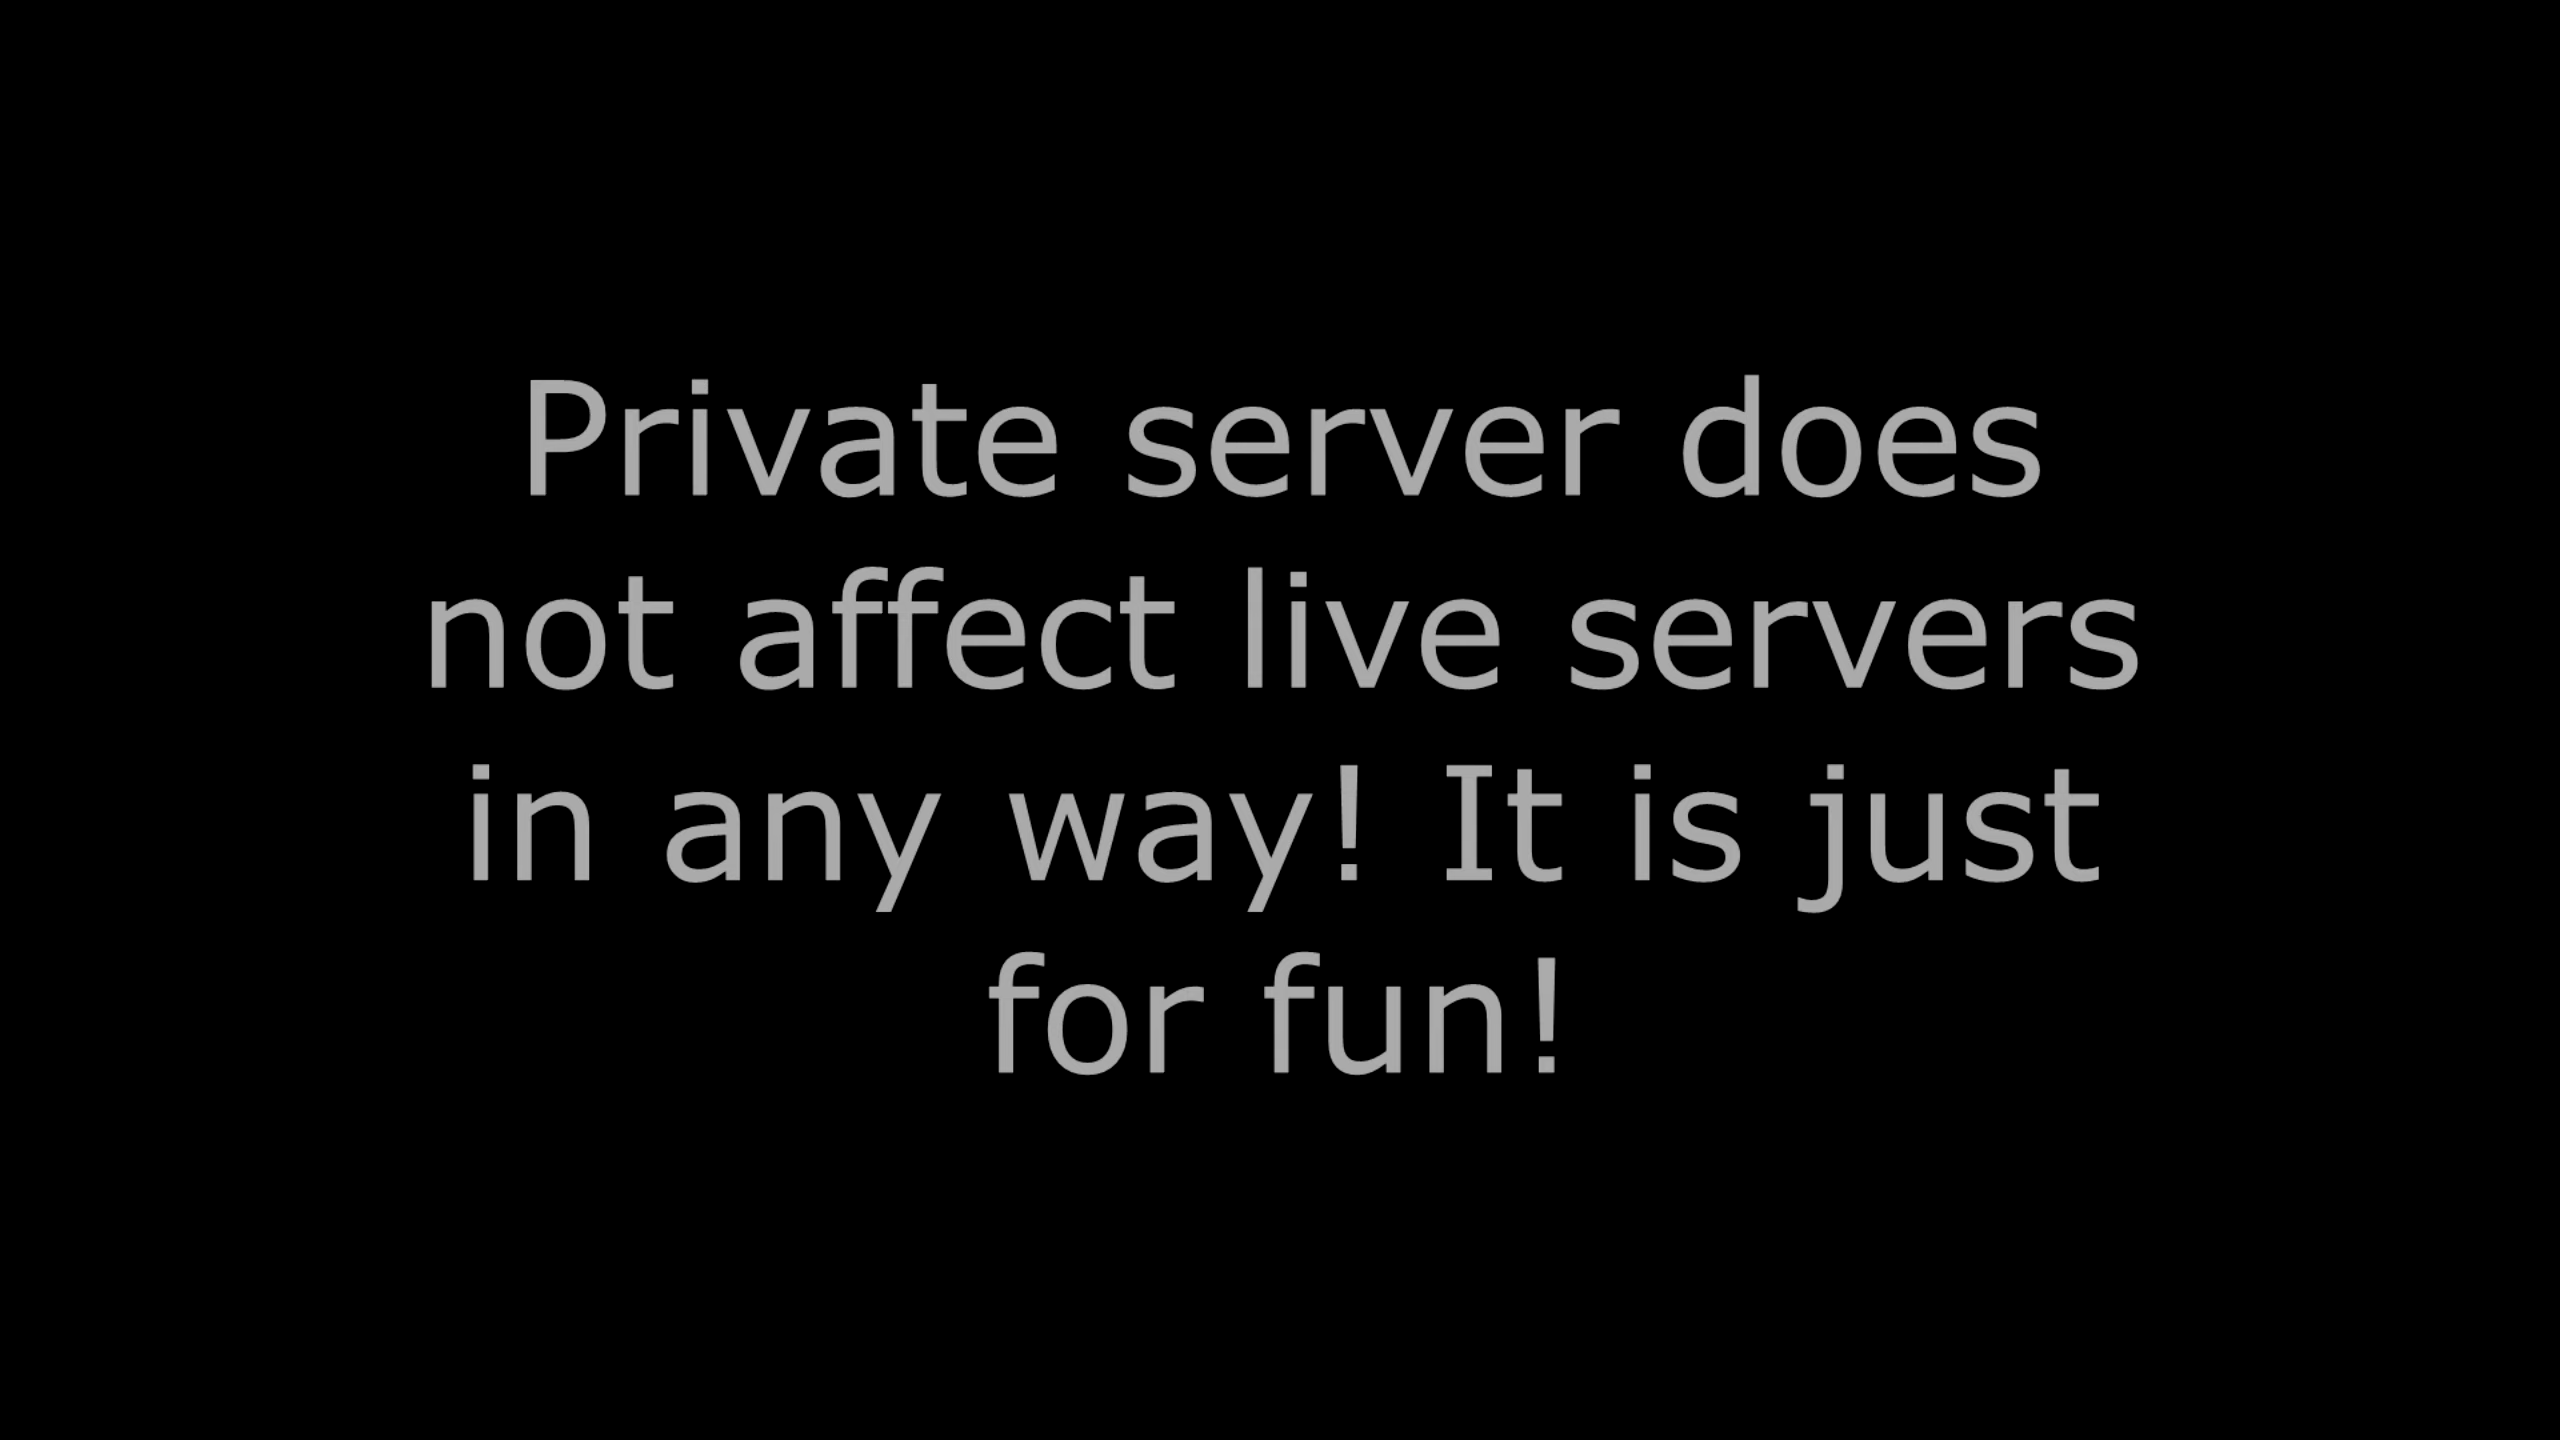 Private server does
not affect live servers
in any way! It is just
for fun!